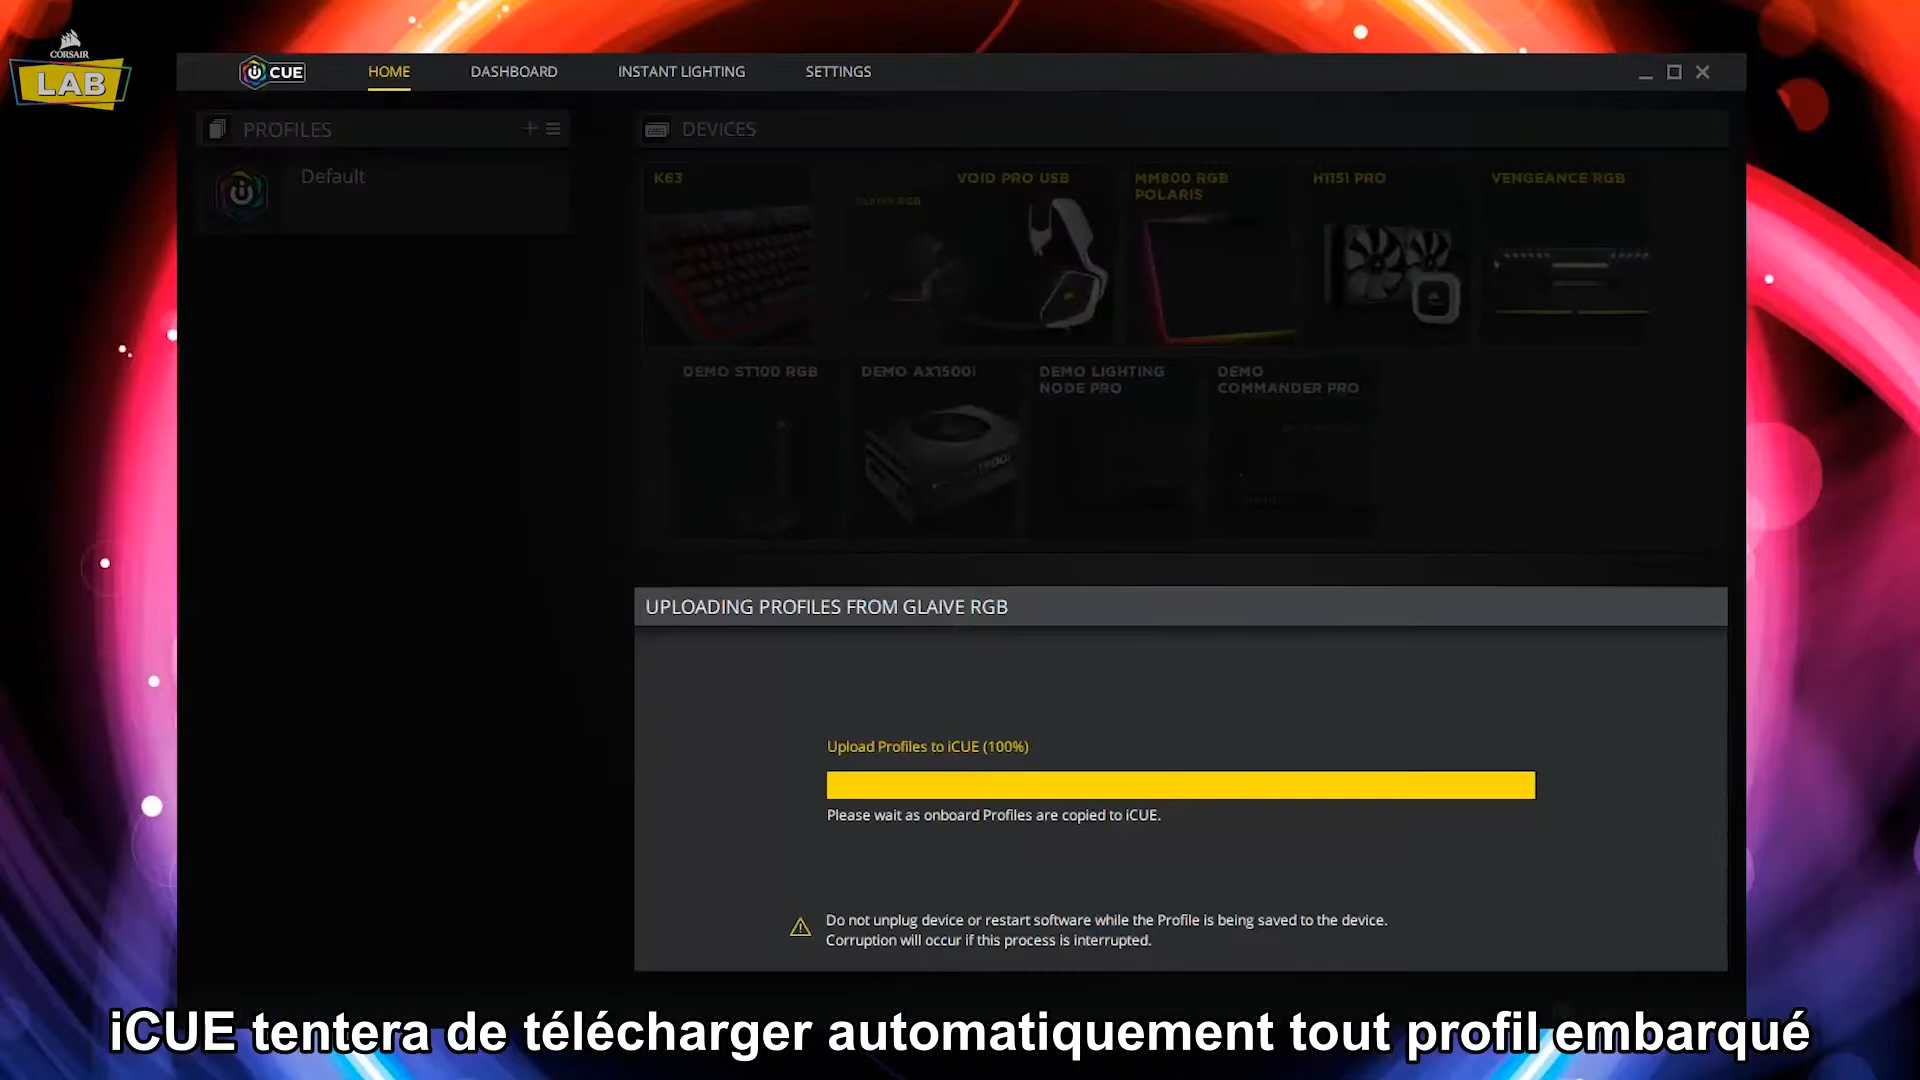 CORSAIR
LAB
CUE
HOME
DASHBOARD
INSTANT LIGHTING
SETTINGS
PROFILES
DEVICES
Default
K63
VOID PRO USB
MM800 RGB
POLARIS
H115I PRO
VENGEANCE RGB
DEMO ST100 RGB
DEMO AX1500I
DEMO LIGHTING
NODE PRO
DEMO
COMMANDER PRO
UPLOADING PROFILES FROM GLAIVE RGB
Upload Profiles to iCUE (100%)
Please wait as onboard Profiles are copied to iCUE.
Do not unplug device or restart software while the Profile is being saved to the device.
Corruption will occur if this process is interrupted.
iCUE tentera de télécharger automatiquement tout profil embarqué